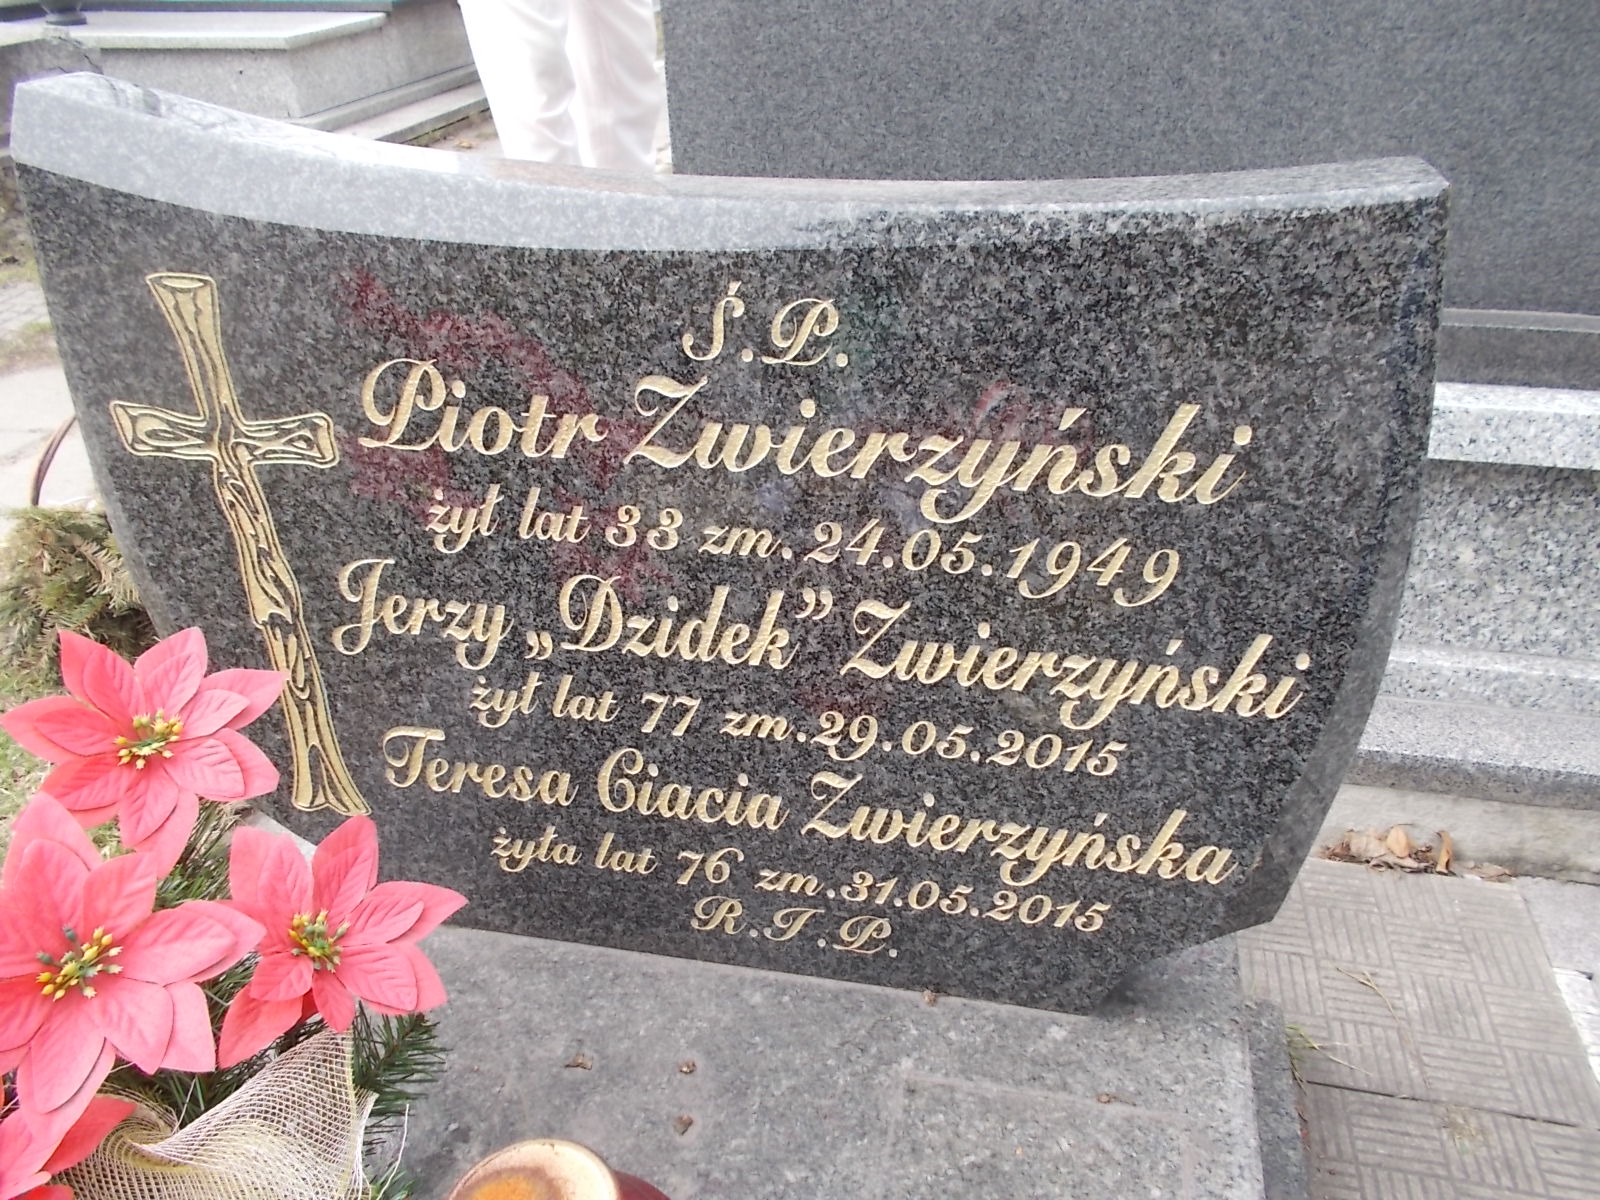 Ś.P.
Piotr Zwierzyński
żył lat 33 zm. 24.05.1949
Jerzy „Dzidek” Zwierzyński
żył lat 77 zm.29.05.2015
Teresa Ciacia Zwierzyńska
żyła lat 76 zm.31.05.2015
R.I.P.